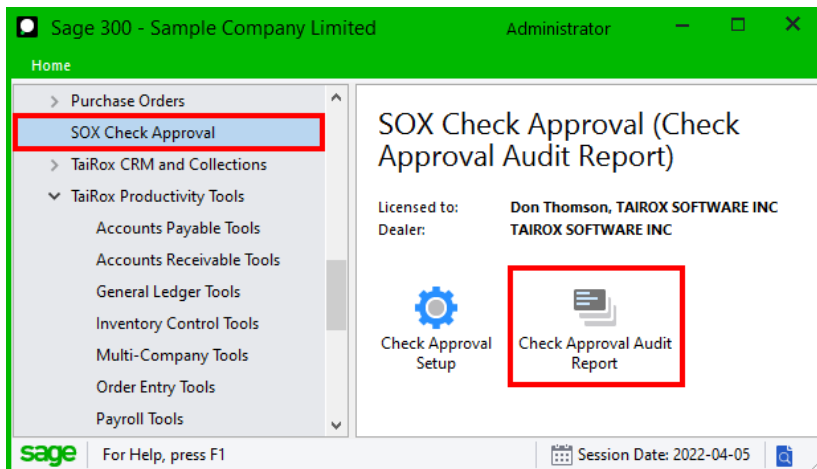 Sage 300 - Sample Company Limited
Administrator
Home
Purchase Orders
SOX Check Approval
TaiRox CRM and Collections
TaiRox Productivity Tools
Accounts Payable Tools
Accounts Receivable Tools
General Ledger Tools
Inventory Control Tools
Multi-Company Tools
Order Entry Tools
Payroll Tools
SOX Check Approval (Check
Approval Audit Report)
Licensed to: Don Thomson, TAIROX SOFTWARE INC
Dealer: TAIROX SOFTWARE INC
Check Approval
Setup
Check Approval Audit
Report
sage
For Help, press F1
Session Date: 2022-04-05